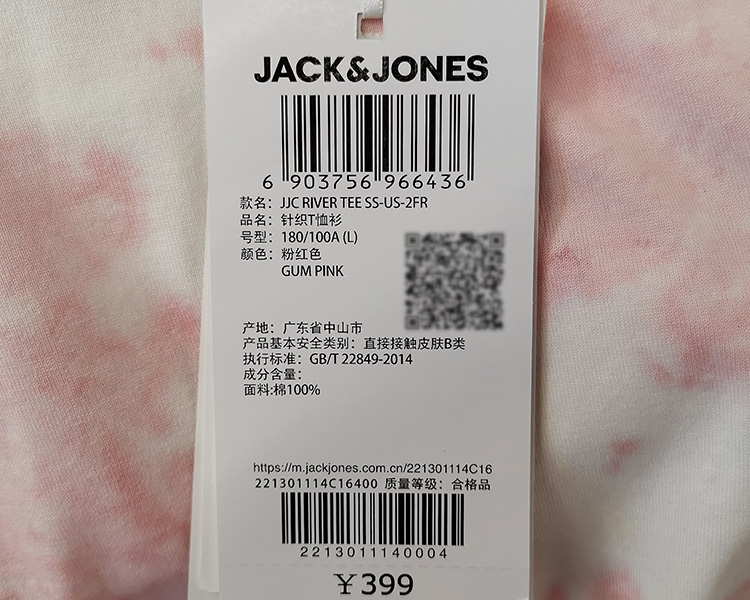 JACK&JONES
6 903756 966436
款名：JJC RIVER TEE SS-US-2FR
品名：针织T恤衫
号型：180/100A (L)
颜色：粉红色
GUM PINK
产地：广东省中山市
产品基本安全类别：直接接触皮肤B类
执行标准：GB/T 22849-2014
成分含量：
面料:棉100%
https://m.jackjones.com.cn/221301114C16
221301114C16400 质量等级：合格品
2213011140004
￥399